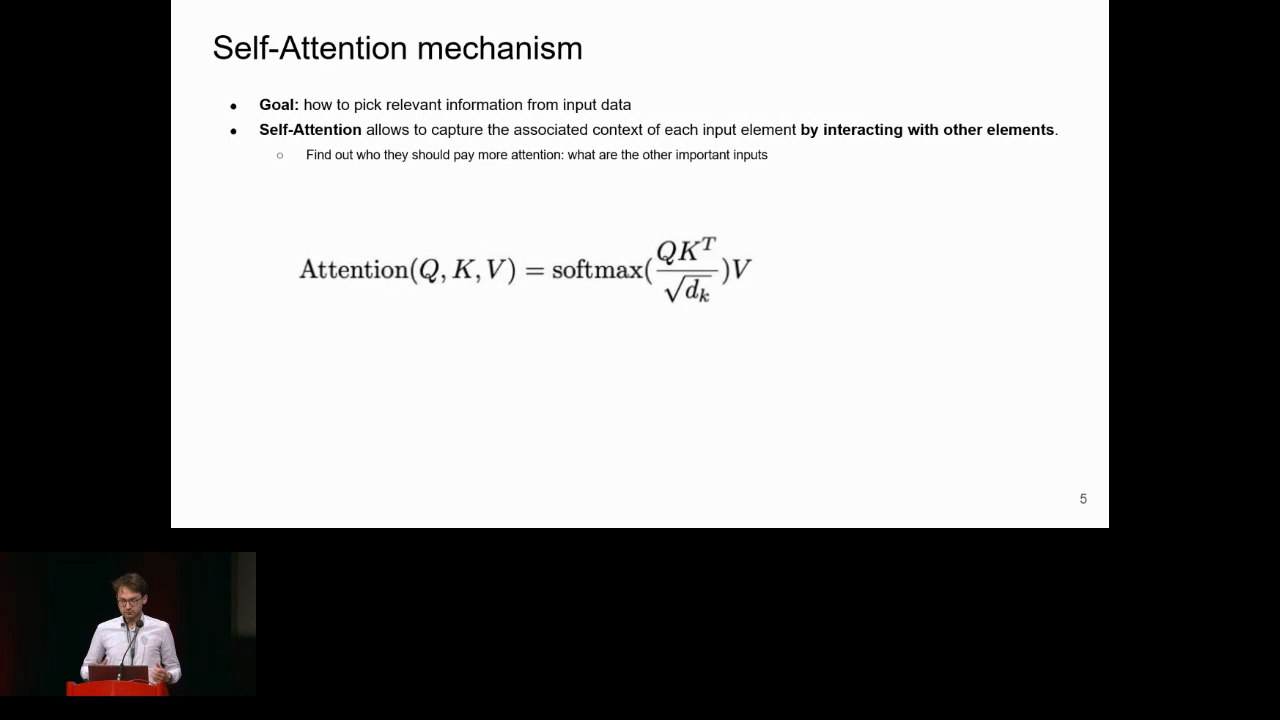 Self-Attention mechanism
● Goal: how to pick relevant information from input data
● Self-Attention allows to capture the associated context of each input element by interacting with other elements.
○ Find out who they should pay more attention: what are the other important inputs
Attention(Q, K, V) = softmax(QK^T / √d_k)V
5